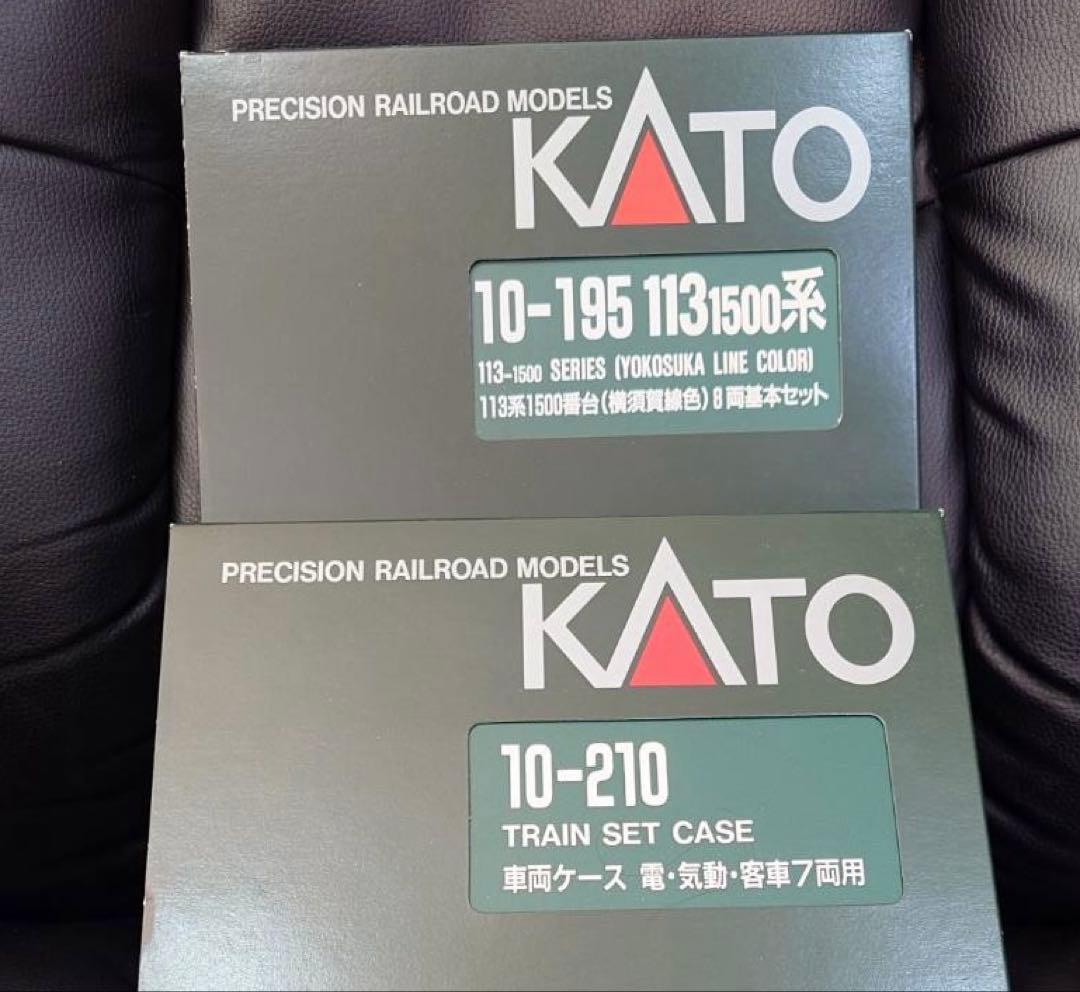 PRECISION RAILROAD MODELS
KATO
10-195 113 1500系
113-1500 SERIES (YOKOSUKA LINE COLOR)
113系1500番台(横須賀線色)8両基本セット
PRECISION RAILROAD MODELS
KATO
10-210
TRAIN SET CASE
車両ケース 電・気動・客車7両用